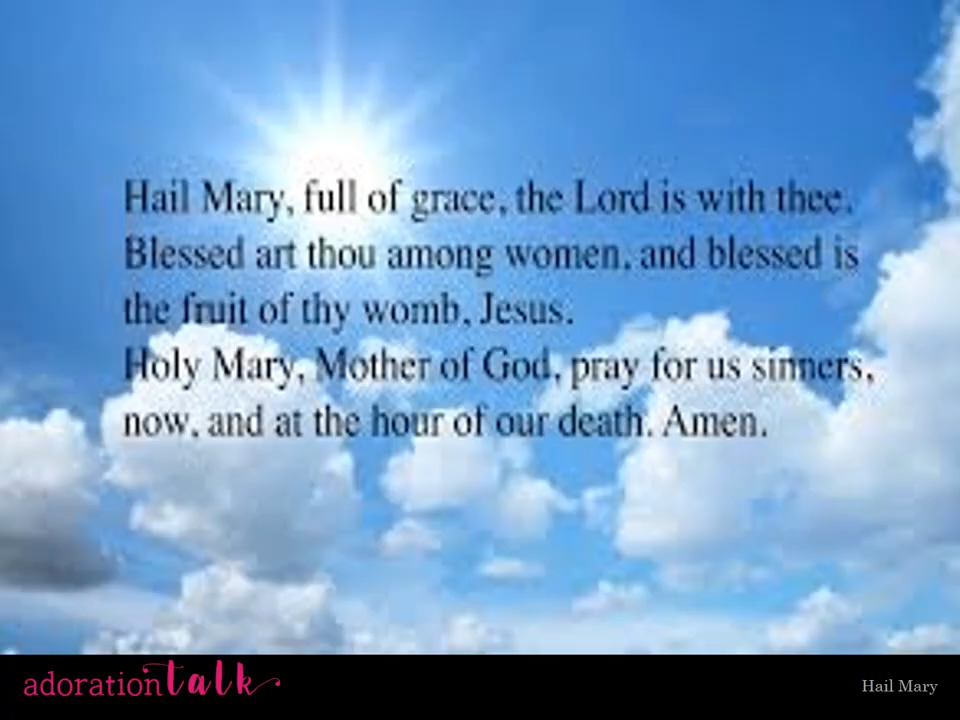 Hail Mary, full of grace, the Lord is with thee.
Blessed art thou among women, and blessed is
the fruit of thy womb, Jesus.
Holy Mary, Mother of God, pray for us sinners,
now, and at the hour of our death. Amen.
adorationtalk
Hail Mary